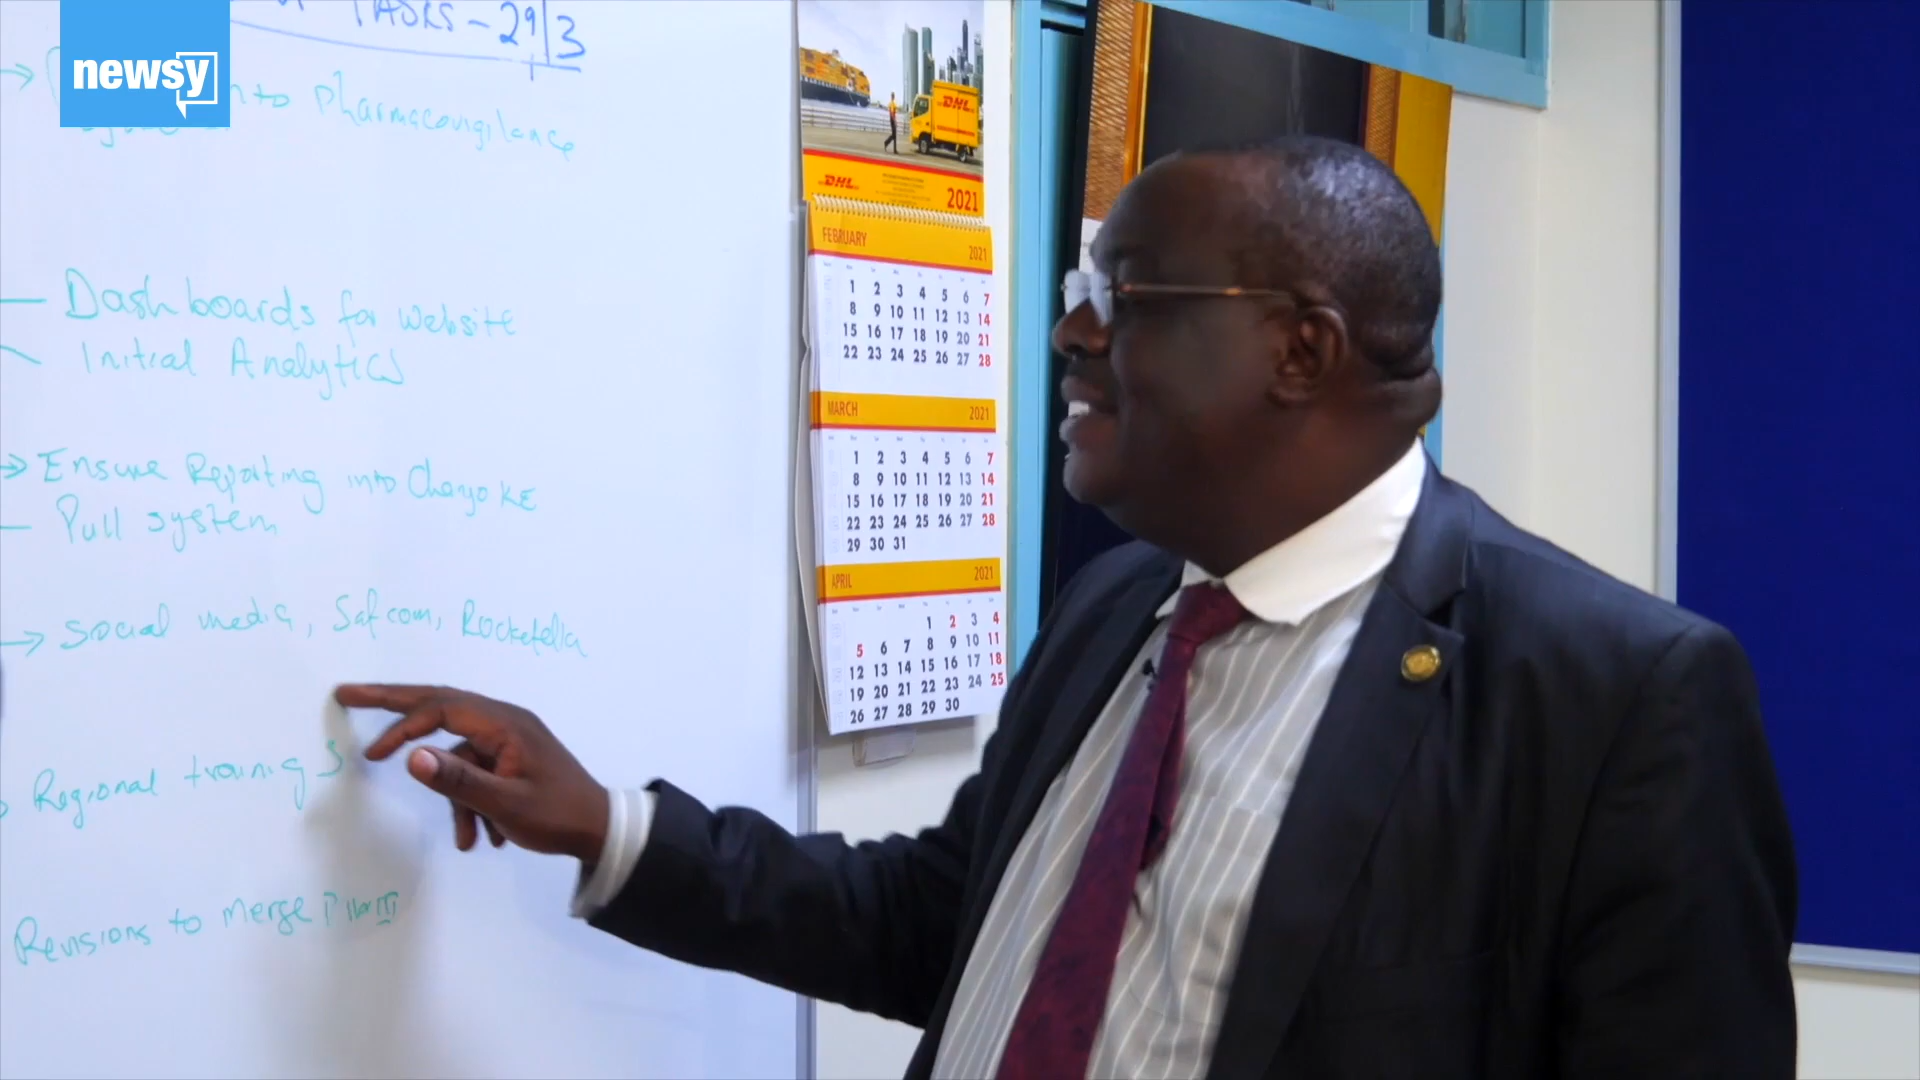 TASKS - 29/3
newsy
into pharmacovigilance
Dashboards for website
Initial Analytics
Ensure Reporting into Chanjo KE
Pull system
Social media, Safcom,
Regional training
Revisions to merge
DHL
DHL
2021
FEBRUARY 2021
1 2 3 4 5 6 7
8 9 10 11 12 13 14
15 16 17 18 19 20 21
22 23 24 25 26 27 28
MARCH 2021
1 2 3 4 5 6 7
8 9 10 11 12 13 14
15 16 17 18 19 20 21
22 23 24 25 26 27 28
29 30 31
APRIL 2021
1 2 3 4
5 6 7 8 9 10 11
12 13 14 15 16 17 18
19 20 21 22 23 24 25
26 27 28 29 30